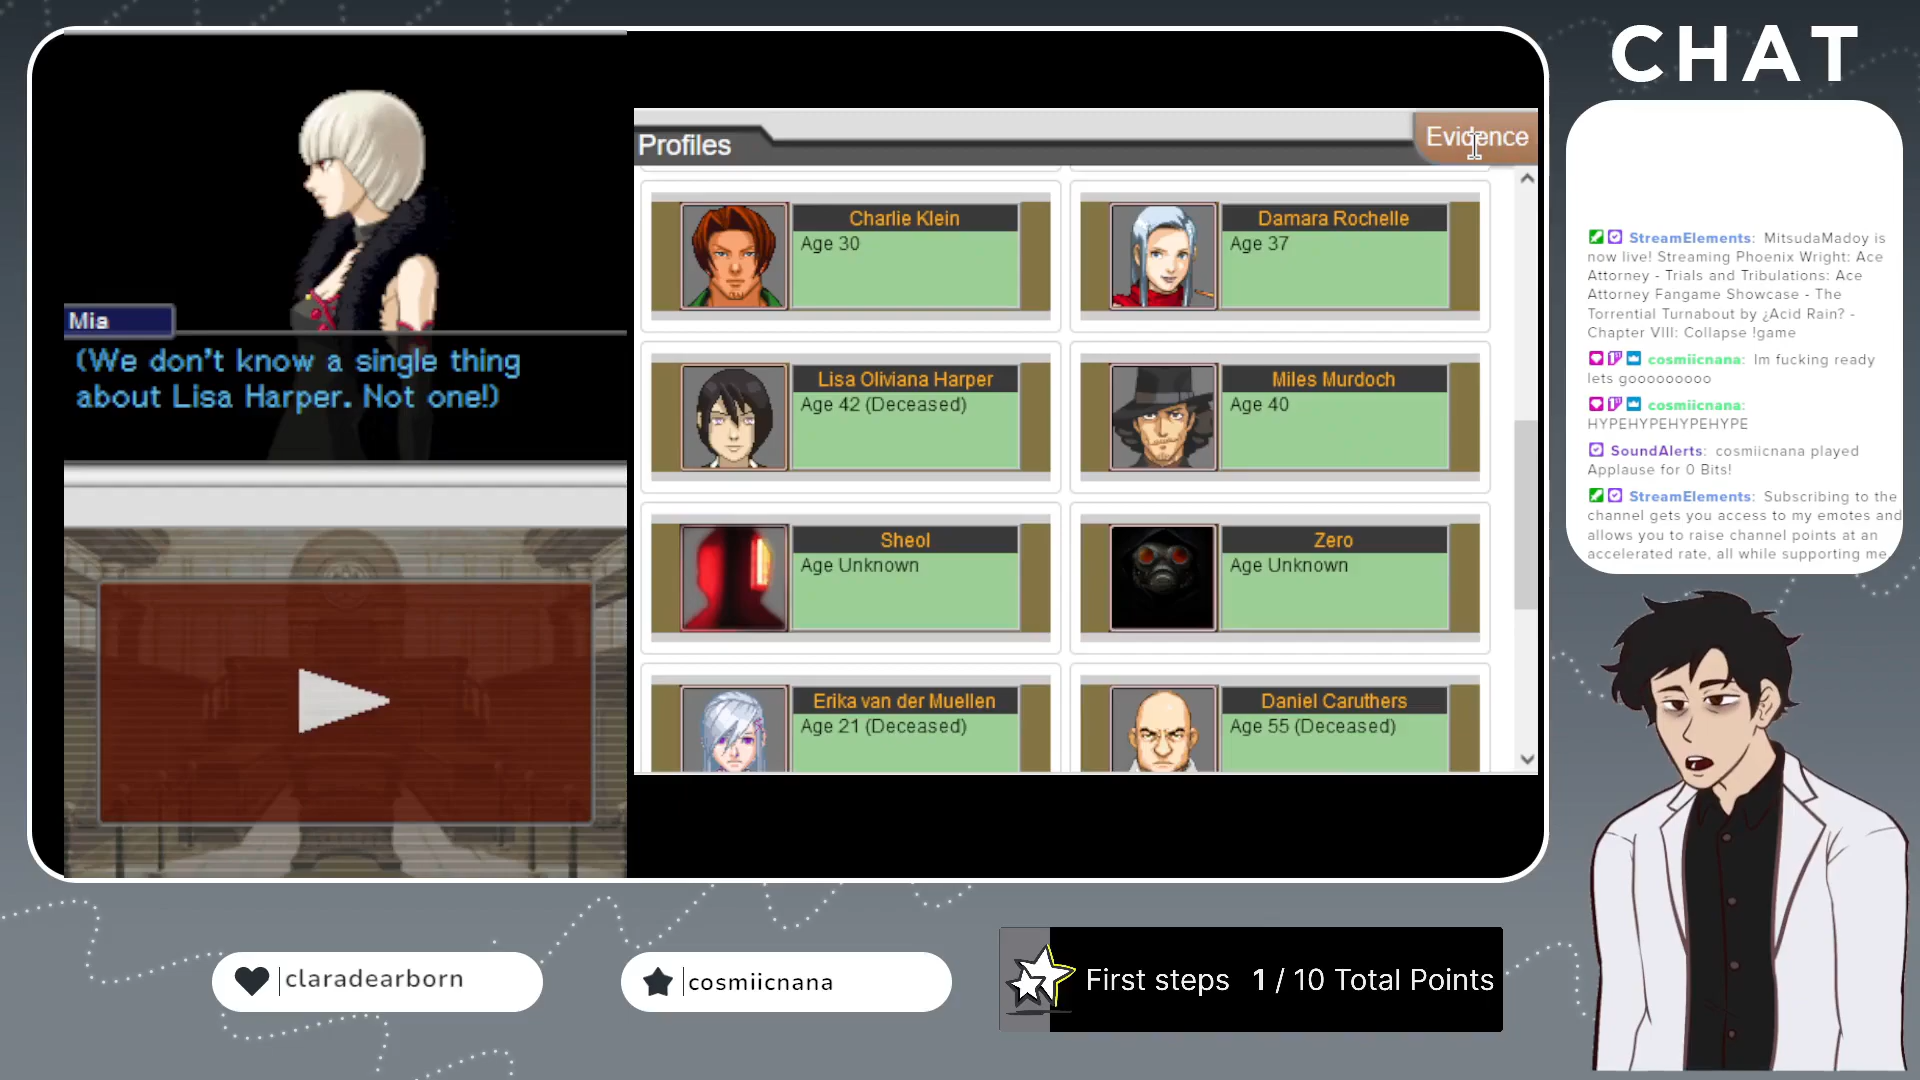 CHAT
Profiles
Evidence
Charlie Klein
Age 30
Damara Rochelle
Age 37
Lisa Oliviana Harper
Age 42 (Deceased)
Miles Murdoch
Age 40
Sheol
Age Unknown
Zero
Age Unknown
Erika van der Muellen
Age 21 (Deceased)
Daniel Caruthers
Age 55 (Deceased)
Mia
(We don't know a single thing
about Lisa Harper. Not one!)
StreamElements: MitsudaMadoy is
now live! Streaming Phoenix Wright: Ace
Attorney - Trials and Tribulations: Ace
Attorney Fangame Showcase - The
Torrential Turnabout by ¿Acid Rain? -
Chapter VIII: Collapse !game
cosmiicnana: Im fucking ready
lets gooooooooo
cosmiicnana:
HYPEHYPEHYPEHYPE
SoundAlerts: cosmiicnana played
Applause for 0 Bits!
StreamElements: Subscribing to the
channel gets you access to my emotes and
allows you to raise channel points at an
accelerated rate, all while supporting me
claradearborn
cosmiicnana
First steps 1 / 10 Total Points